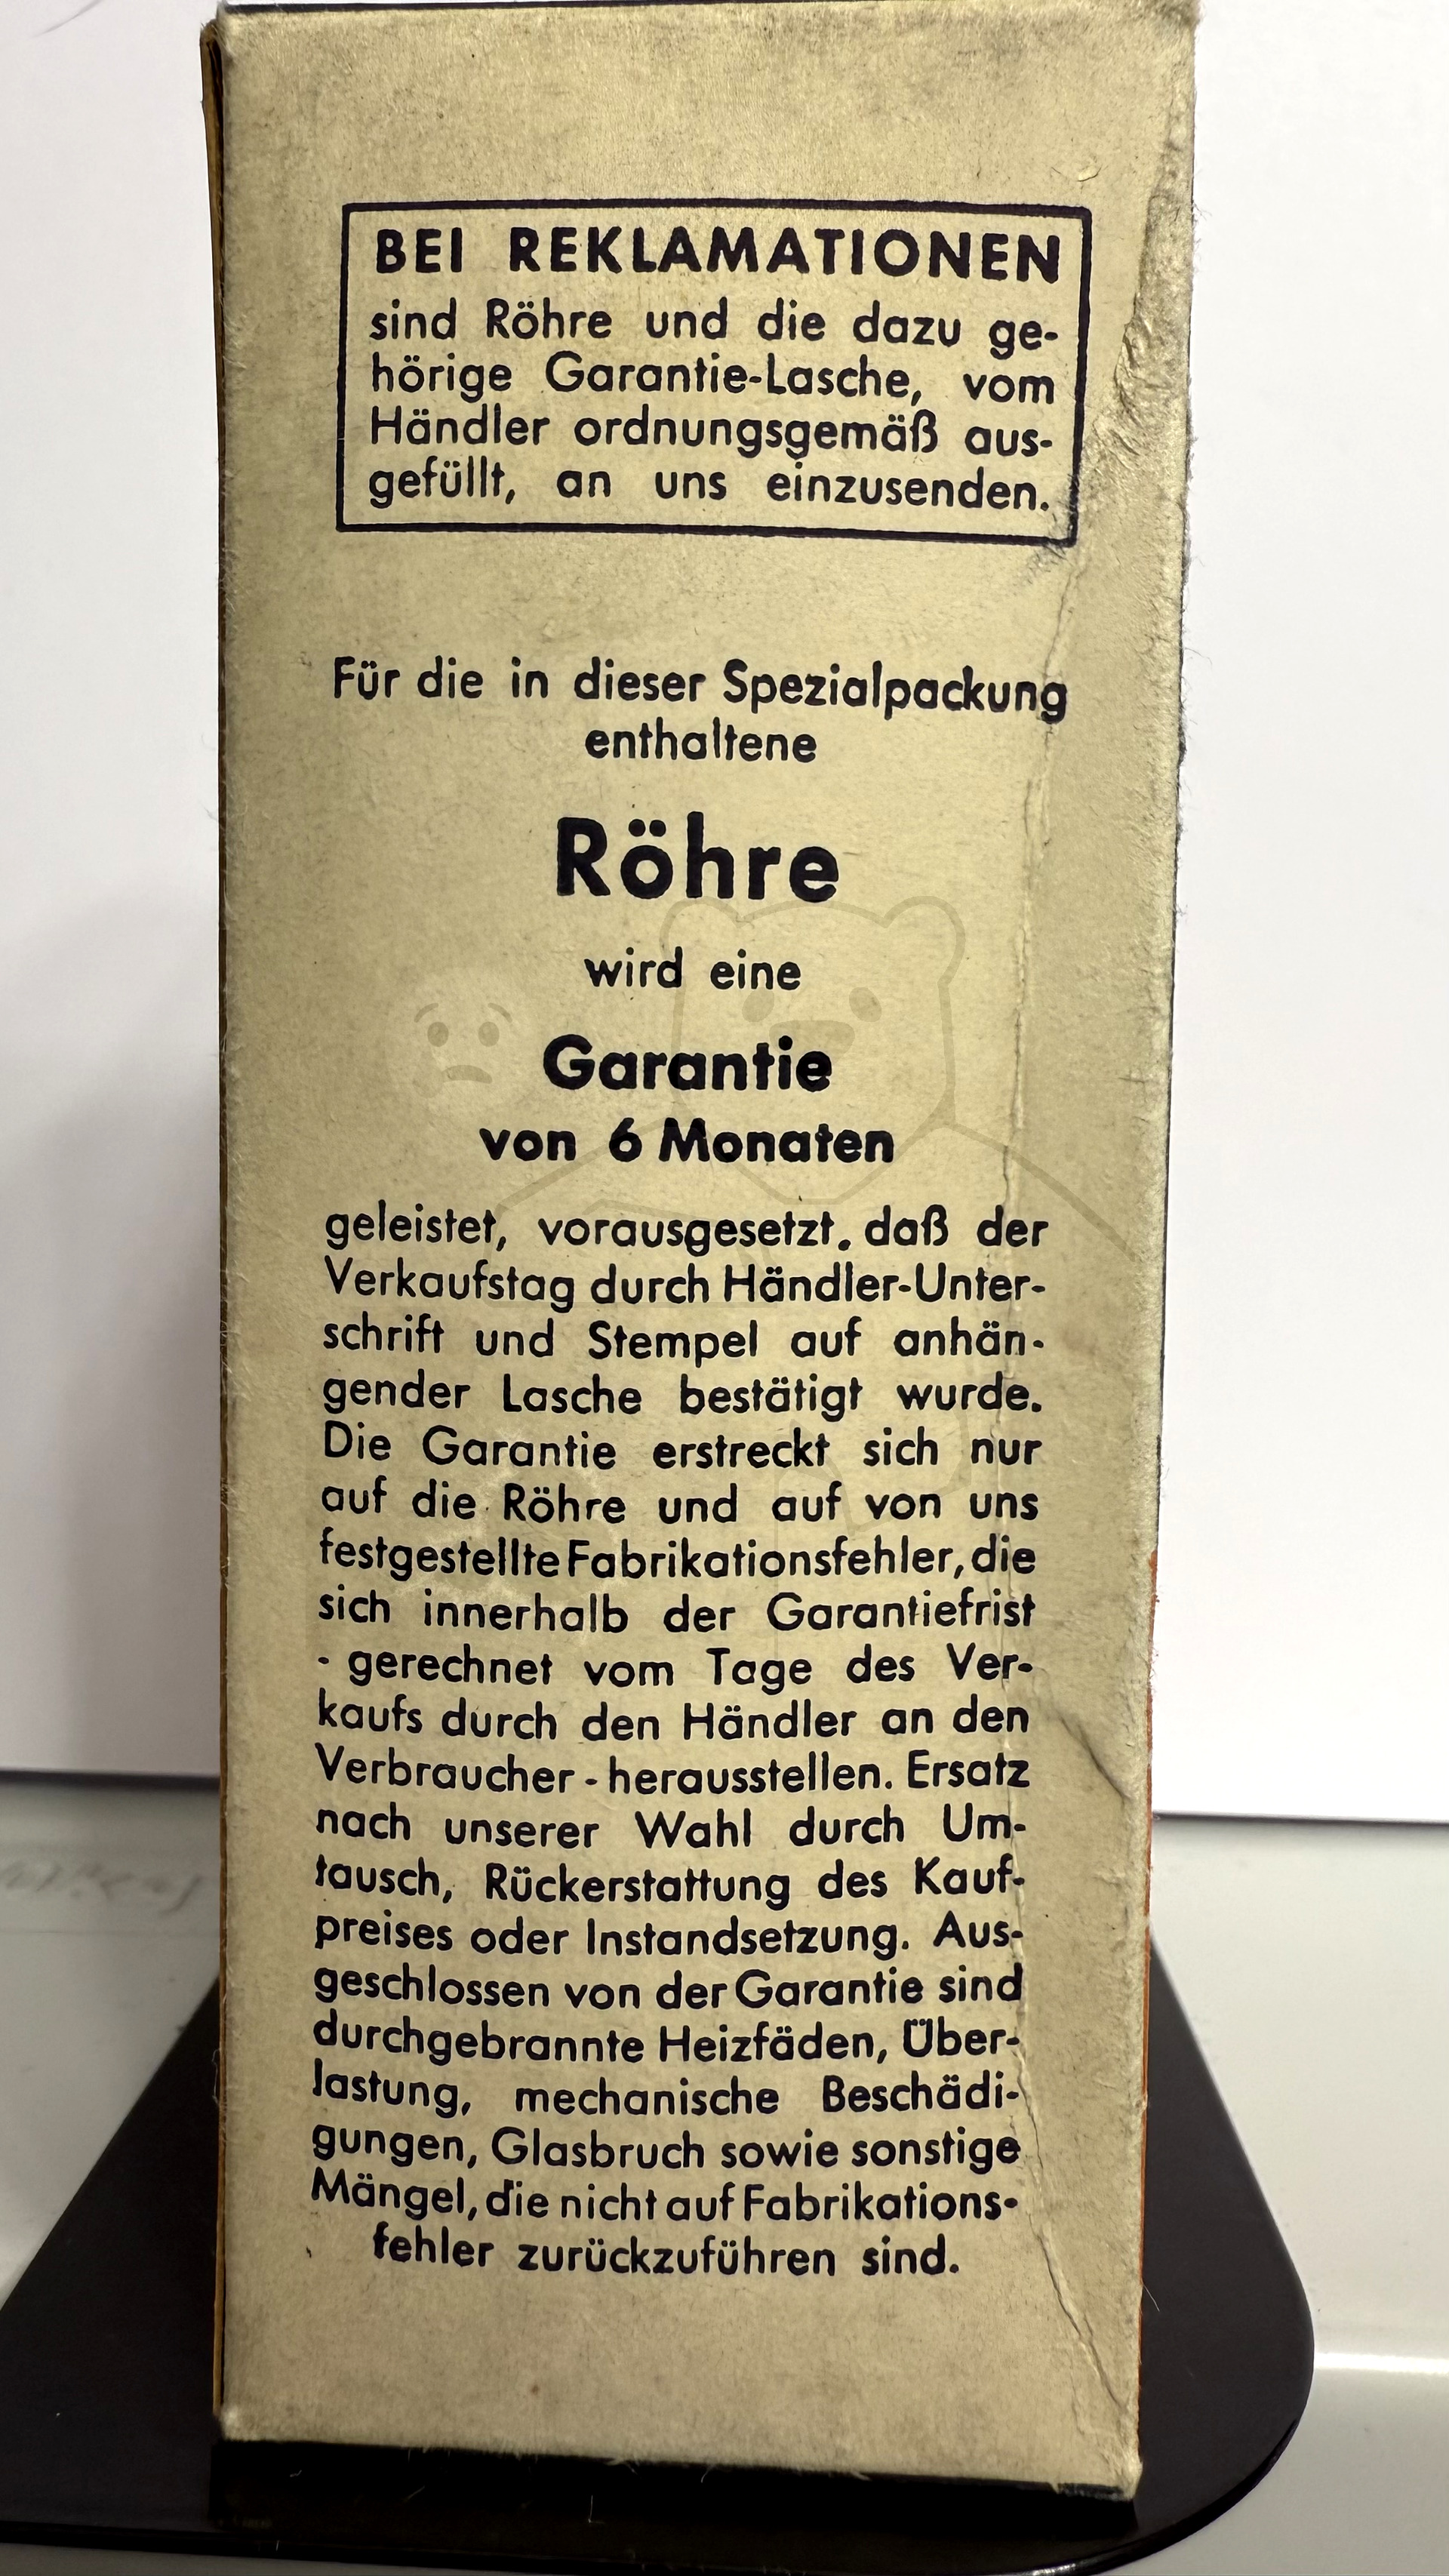 BEI REKLAMATIONEN
sind Röhre und die dazu ge-
hörige Garantie-Lasche, vom
Händler ordnungsgemäß aus-
gefüllt, an uns einzusenden.
Für die in dieser Spezialpackung
enthaltene
Röhre
wird eine
Garantie
von 6 Monaten
geleistet, vorausgesetzt. daß der
Verkaufstag durch Händler-Unter-
schrift und Stempel auf anhän-
gender Lasche bestätigt wurde.
Die Garantie erstreckt sich nur
auf die Röhre und auf von uns
festgestellte Fabrikationsfehler, die
sich innerhalb der Garantiefrist
- gerechnet vom Tage des Ver-
kaufs durch den Händler an den
Verbraucher - herausstellen. Ersatz
nach unserer Wahl durch Um-
tausch, Rückerstattung des Kauf-
preises oder Instandsetzung. Aus-
geschlossen von der Garantie sind
durchgebrannte Heizfäden, Über-
lastung, mechanische Beschädi-
gungen, Glasbruch sowie sonstige
Mängel, die nicht auf Fabrikations-
fehler zurückzuführen sind.